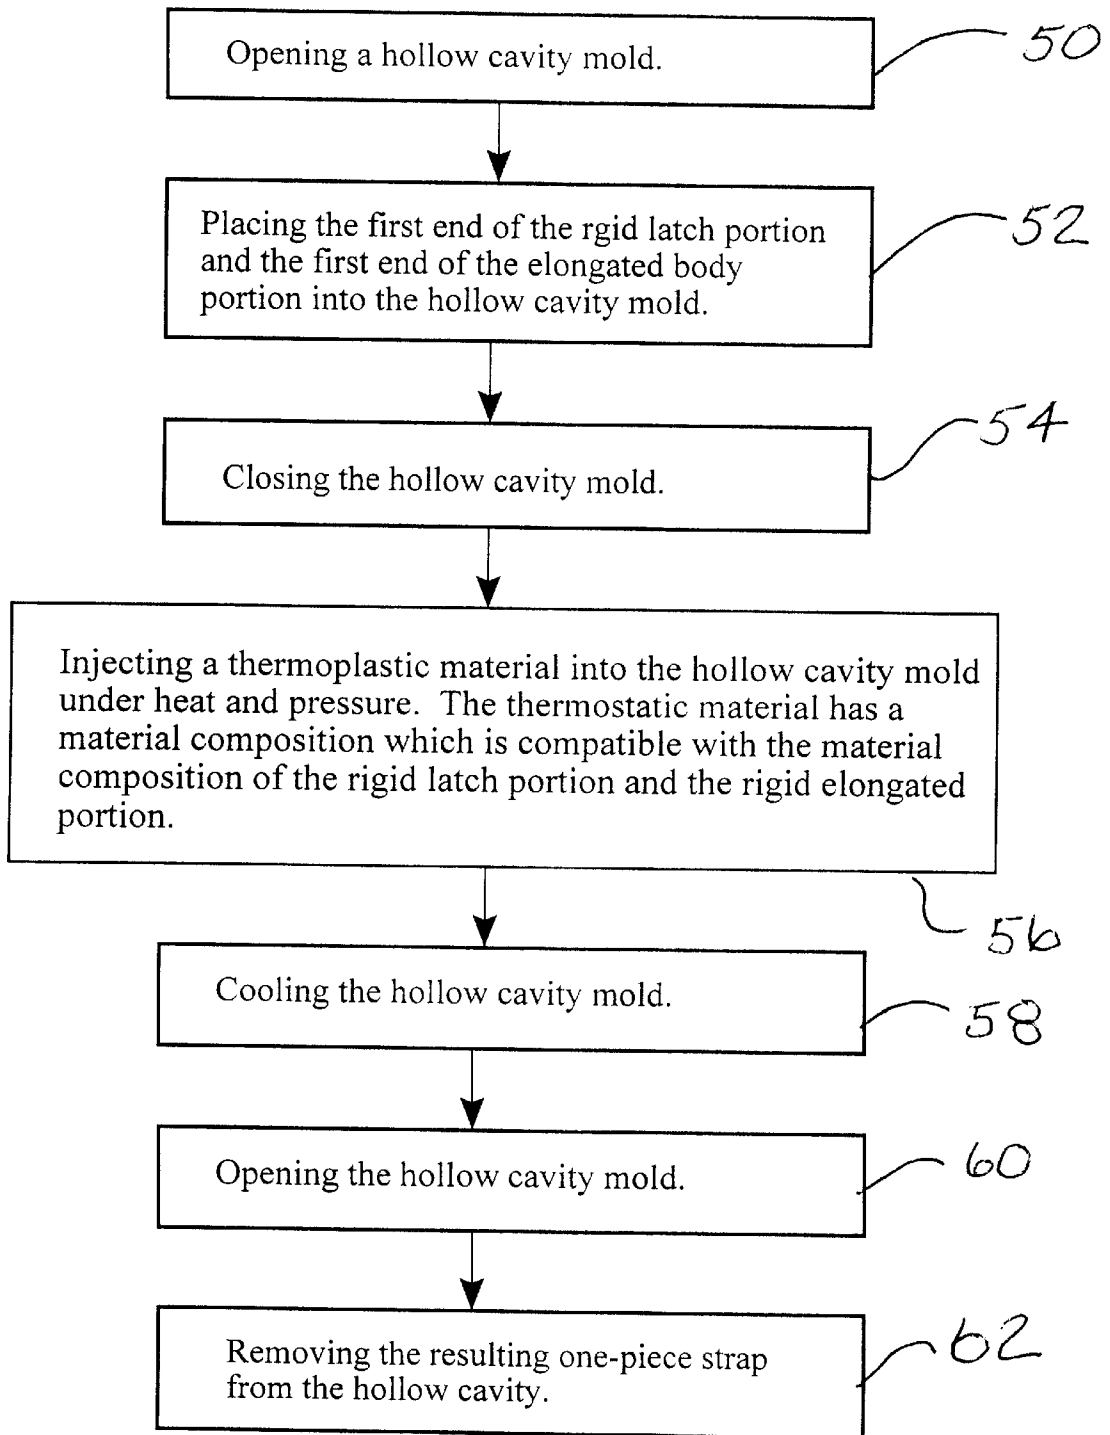 Opening a hollow cavity mold.
50
Placing the first end of the rgid latch portion
and the first end of the elongated body
portion into the hollow cavity mold.
52
Closing the hollow cavity mold.
54
Injecting a thermoplastic material into the hollow cavity mold
under heat and pressure. The thermostatic material has a
material composition which is compatible with the material
composition of the rigid latch portion and the rigid elongated
portion.
56
Cooling the hollow cavity mold.
58
Opening the hollow cavity mold.
60
Removing the resulting one-piece strap
from the hollow cavity.
62